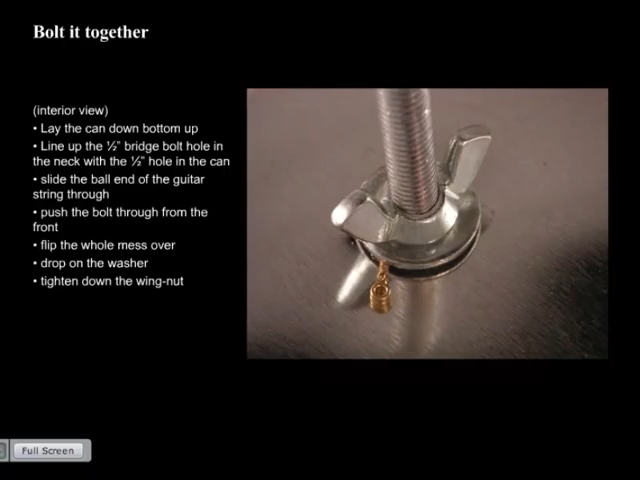 Bolt it together
(interior view)
• Lay the can down bottom up
• Line up the ½" bridge bolt hole in
the neck with the ½" hole in the can
• slide the ball end of the guitar
string through
• push the bolt through from the
front
• flip the whole mess over
• drop on the washer
• tighten down the wing-nut
Full Screen